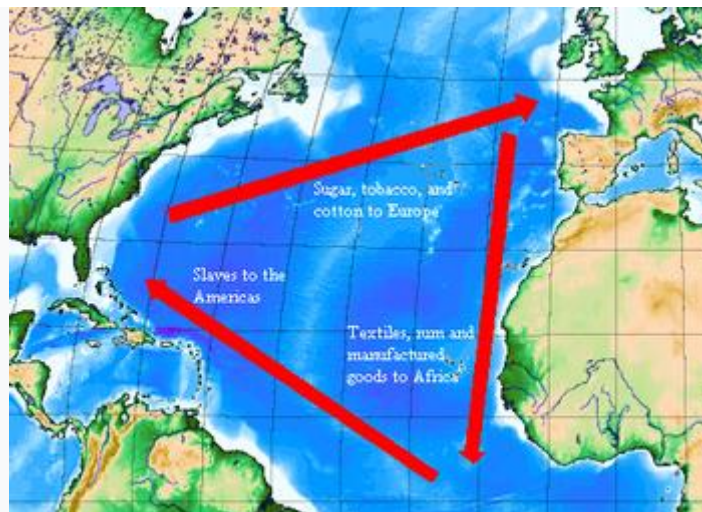 Sugar, tobacco, and
cotton to Europe
Slaves to the
Americas
Textiles, rum and
manufactured
goods to Africa